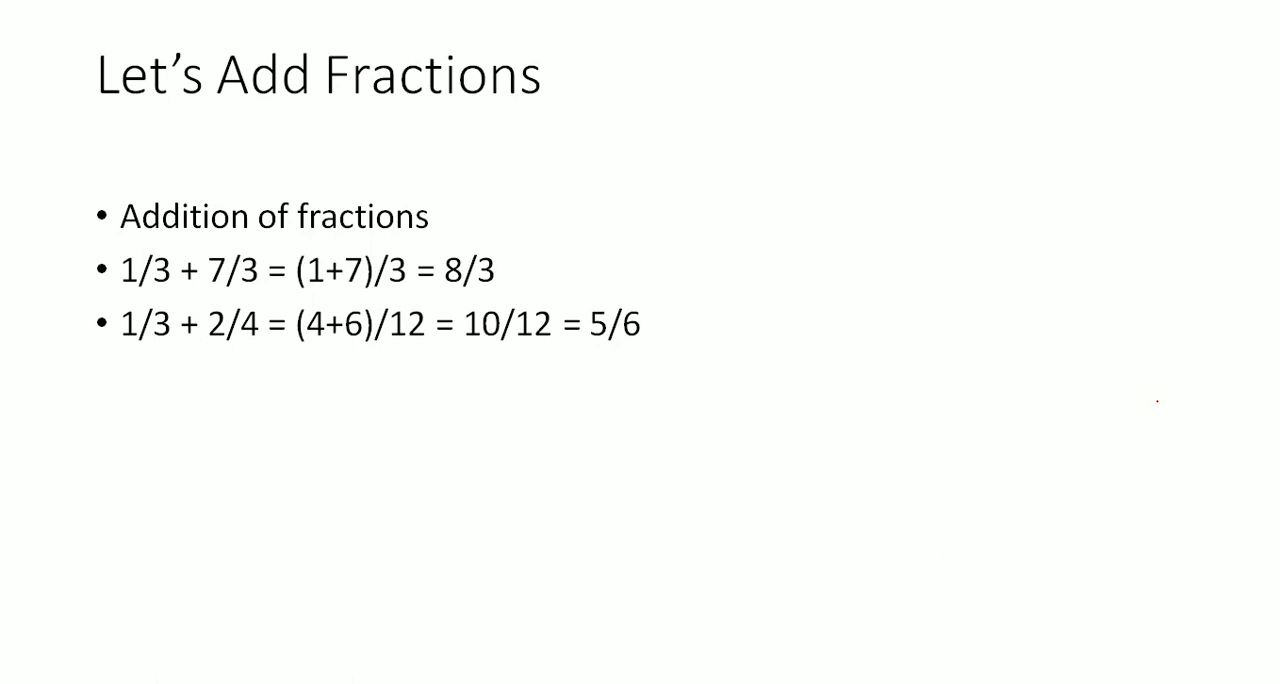 Let’s Add Fractions
• Addition of fractions
• 1/3 + 7/3 = (1+7)/3 = 8/3
• 1/3 + 2/4 = (4+6)/12 = 10/12 = 5/6